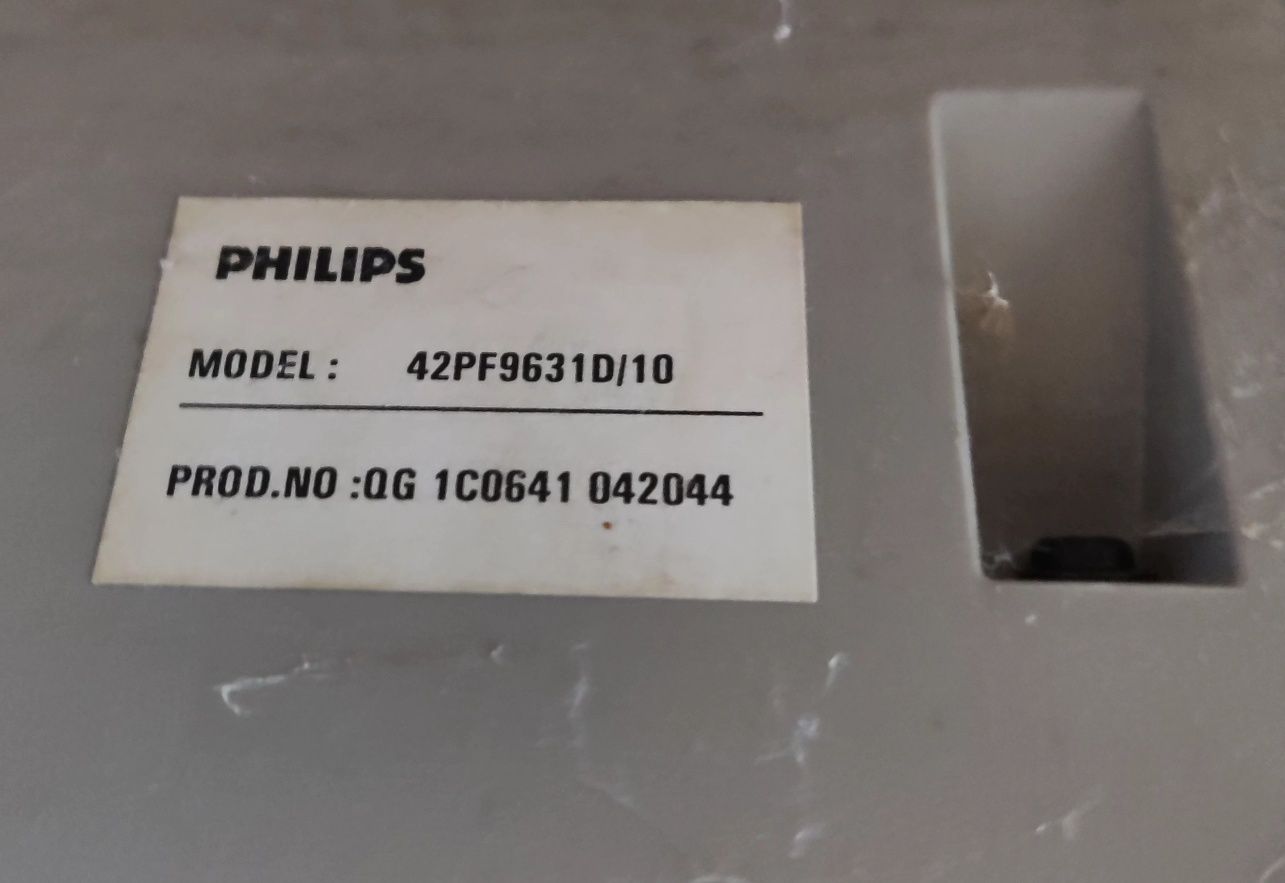 PHILIPS
MODEL : 42PF9631D/10
PROD.NO :QG 1C0641 042044